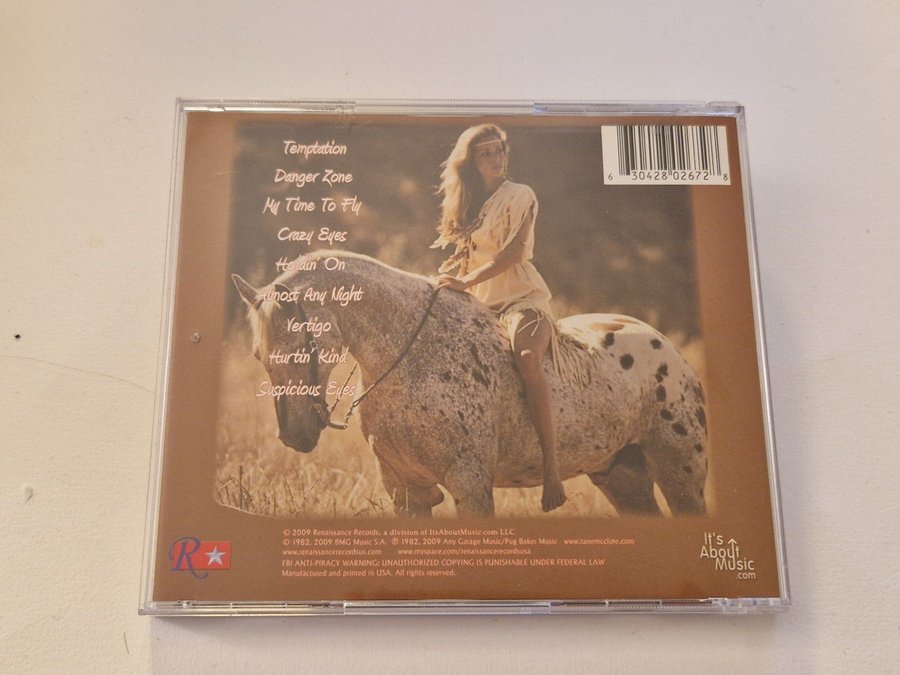 Temptation
Danger Zone
My Time To Fly
Crazy Eyes
Holdin' On
Almost Any Night
Vertigo
Hurtin' Kind
Suspicious Eyes
6 30428 02672 8
© 2009 Renaissance Records, a division of ItsAboutMusic.com LLC
© 1982, 2009 BMG Music S.A. ℗ 1982, 2009 Any Garage Music/Pug Baker Music www.tanemcclure.com
www.renaissancerecordsus.com www.myspace.com/renaissancerecordsusa
FBI ANTI-PIRACY WARNING: UNAUTHORIZED COPYING IS PUNISHABLE UNDER FEDERAL LAW
Manufactured and printed in USA. All rights reserved.
R
It's
About
Music
.com